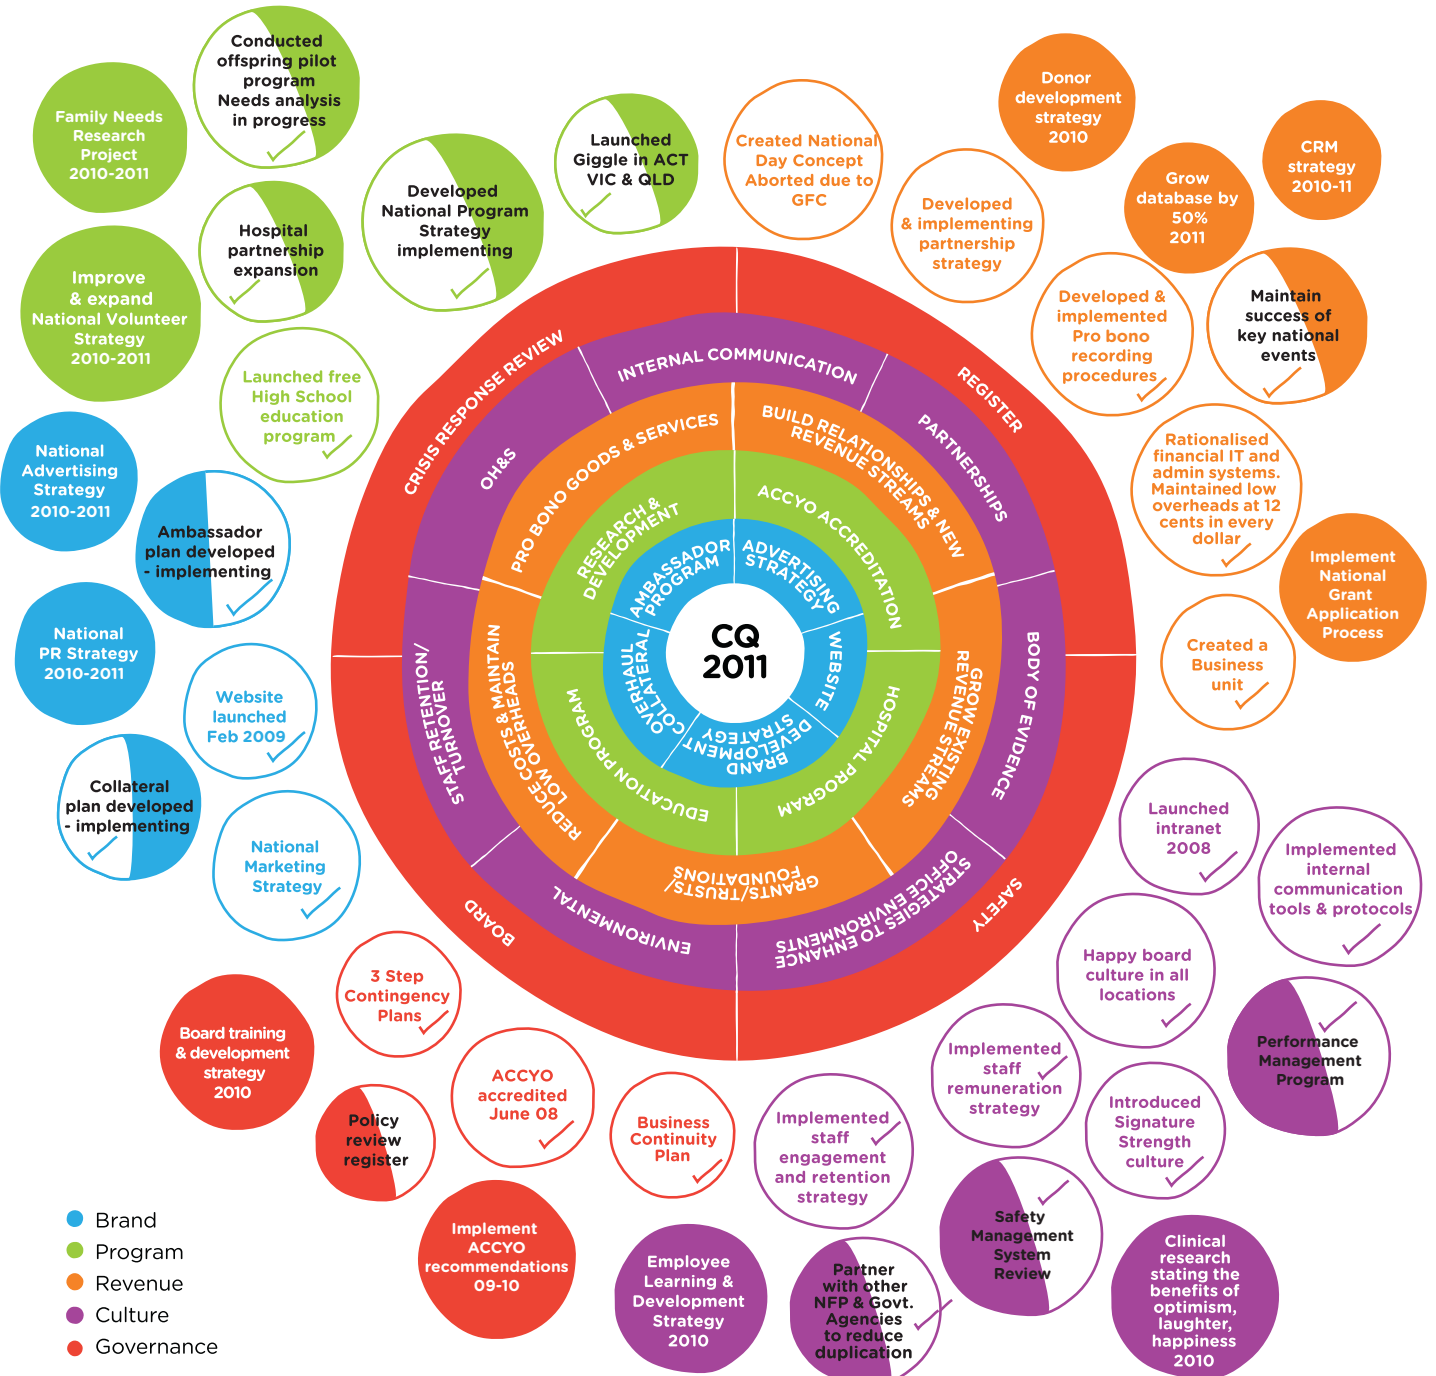 Conducted
offspring pilot
program
Needs analysis
in progress
Family Needs
Research
Project
2010-2011
Hospital
partnership
expansion
Developed
National Program
Strategy
implementing
Launched
Giggle in ACT
VIC & QLD
Improve
& expand
National Volunteer
Strategy
2010-2011
Launched free
High School
education
program
Created National
Day Concept
Aborted due to
GFC
Donor
development
strategy
2010
Developed
& implementing
partnership
strategy
Grow
database by
50%
2011
CRM
strategy
2010-11
Developed &
implemented
Pro bono
recording
procedures
Maintain
success of
key national
events
Rationalised
financial IT and
admin systems.
Maintained low
overheads at 12
cents in every
dollar
Implement
National
Grant
Application
Process
Created a
Business
unit
National
Advertising
Strategy
2010-2011
Ambassador
plan developed
- implementing
National
PR Strategy
2010-2011
Website
launched
Feb 2009
Collateral
plan developed
- implementing
National
Marketing
Strategy
CRISIS RESPONSE REVIEW
REGISTER
SAFETY
BOARD
INTERNAL COMMUNICATION
PARTNERSHIPS
BODY OF EVIDENCE
STRATEGIES TO ENHANCE
OFFICE ENVIRONMENTS
ENVIRONMENTAL
STAFF RETENTION/
TURNOVER
OH&S
PRO BONO GOODS & SERVICES
BUILD RELATIONSHIPS & NEW
REVENUE STREAMS
GROW EXISTING
REVENUE STREAMS
GRANTS/TRUSTS/
FOUNDATIONS
REDUCE COSTS & MAINTAIN
LOW OVERHEADS
RESEARCH &
DEVELOPMENT
ACCYO ACCREDITATION
HOSPITAL PROGRAM
EDUCATION PROGRAM
AMBASSADOR
PROGRAM
ADVERTISING
STRATEGY
WEBSITE
BRAND
DEVELOPMENT
STRATEGY
OVERHAUL
COLLATERAL
CQ
2011
Launched
intranet
2008
Implemented
internal
communication
tools & protocols
Happy board
culture in all
locations
Performance
Management
Program
Implemented
staff
remuneration
strategy
Introduced
Signature
Strength
culture
Implemented
staff
engagement
and retention
strategy
Safety
Management
System
Review
Employee
Learning &
Development
Strategy
2010
Partner
with other
NFP & Govt.
Agencies
to reduce
duplication
Clinical
research
stating the
benefits of
optimism,
laughter,
happiness
2010
3 Step
Contingency
Plans
Board training
& development
strategy
2010
Policy
review
register
ACCYO
accredited
June 08
Business
Continuity
Plan
Implement
ACCYO
recommendations
09-10
Brand
Program
Revenue
Culture
Governance